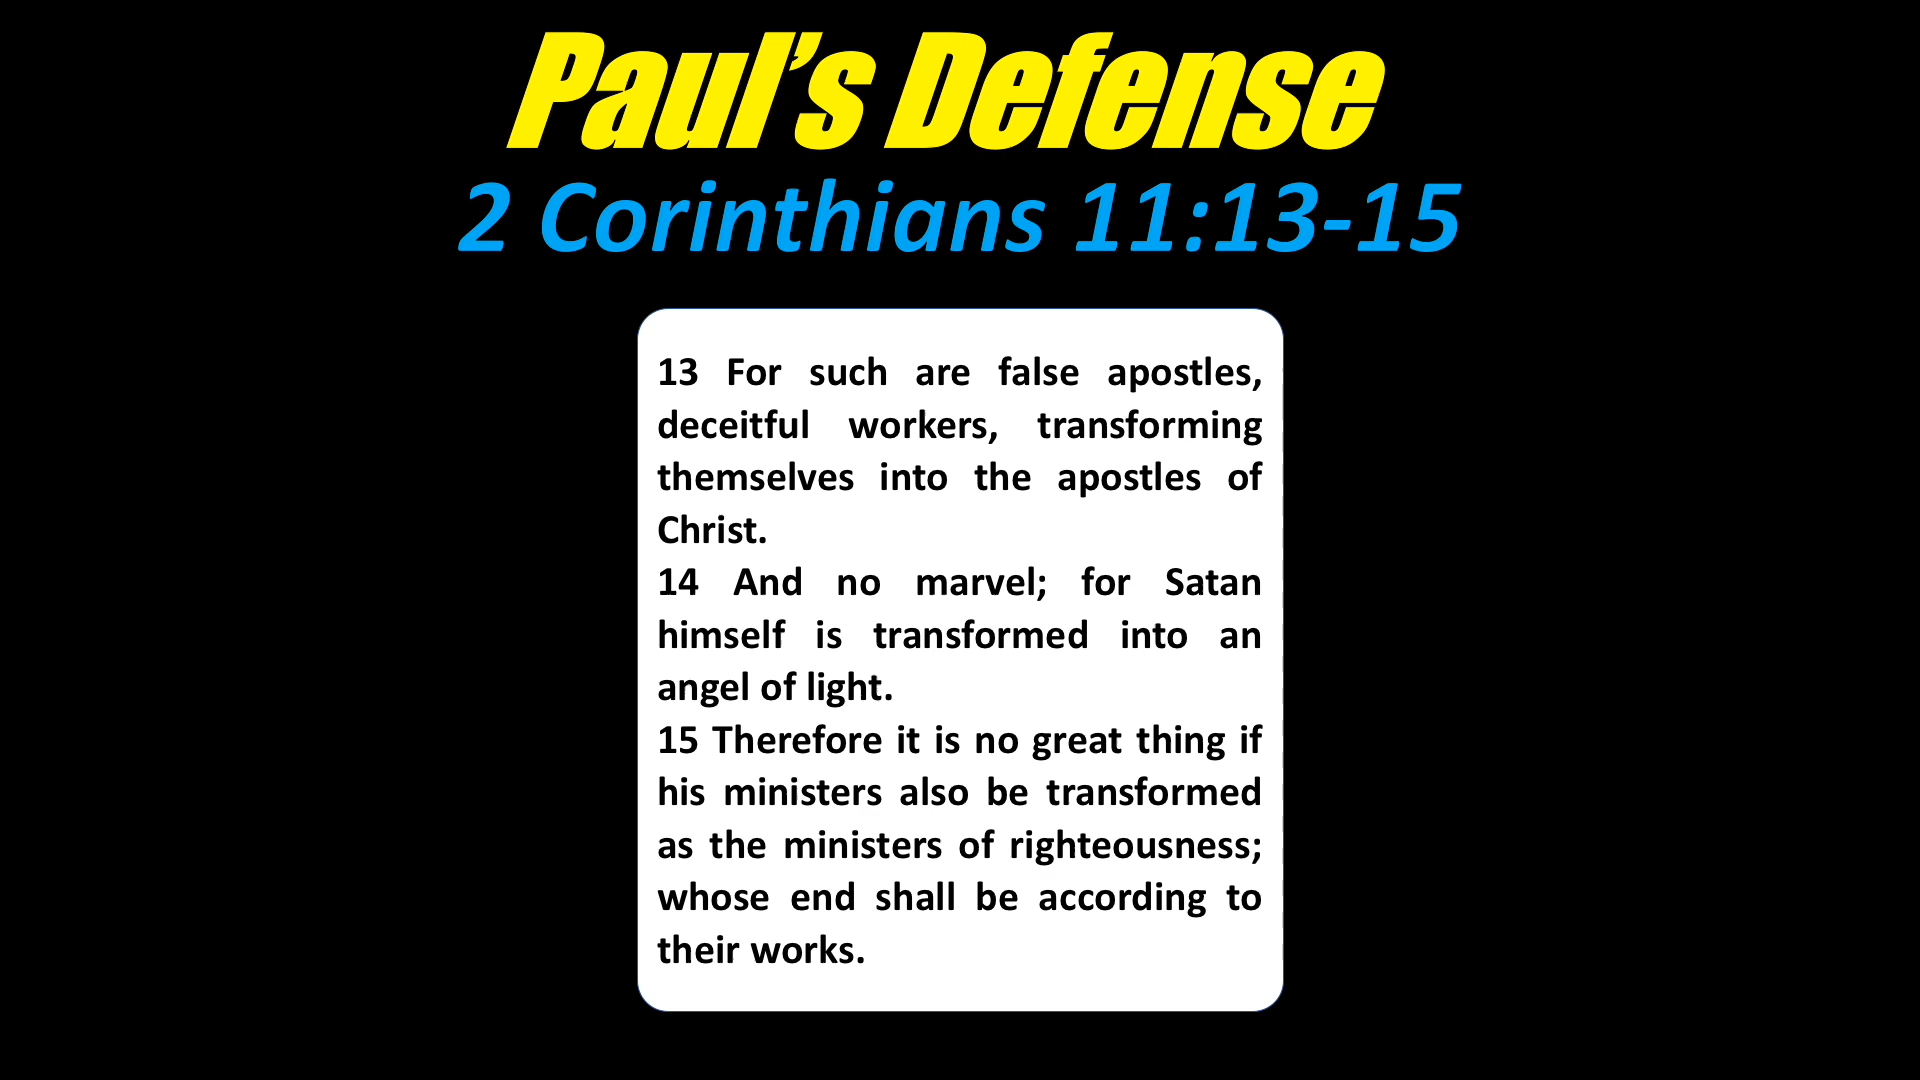 Paul’s Defense
2 Corinthians 11:13-15
13 For such are false apostles,
deceitful workers, transforming
themselves into the apostles of
Christ.
14 And no marvel; for Satan
himself is transformed into an
angel of light.
15 Therefore it is no great thing if
his ministers also be transformed
as the ministers of righteousness;
whose end shall be according to
their works.